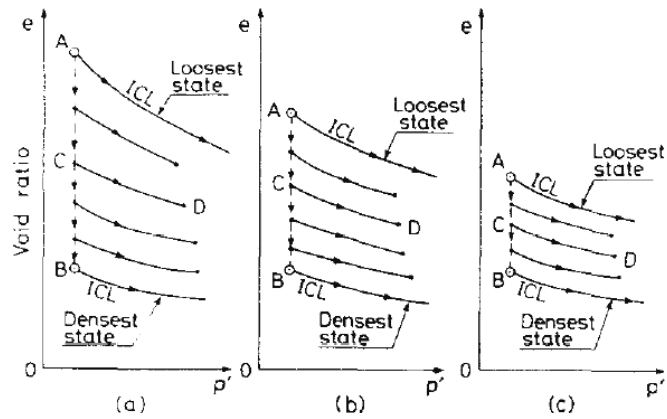 e
A
ICL
Loosest
state
C
D
B
ICL
Densest
state
Void ratio
0
p'
(a)
e
A
ICL
Loosest
state
C
D
B
ICL
Densest
state
0
p'
(b)
e
A
Loosest
state
ICL
C
D
B
ICL
Densest
state
0
p'
(c)